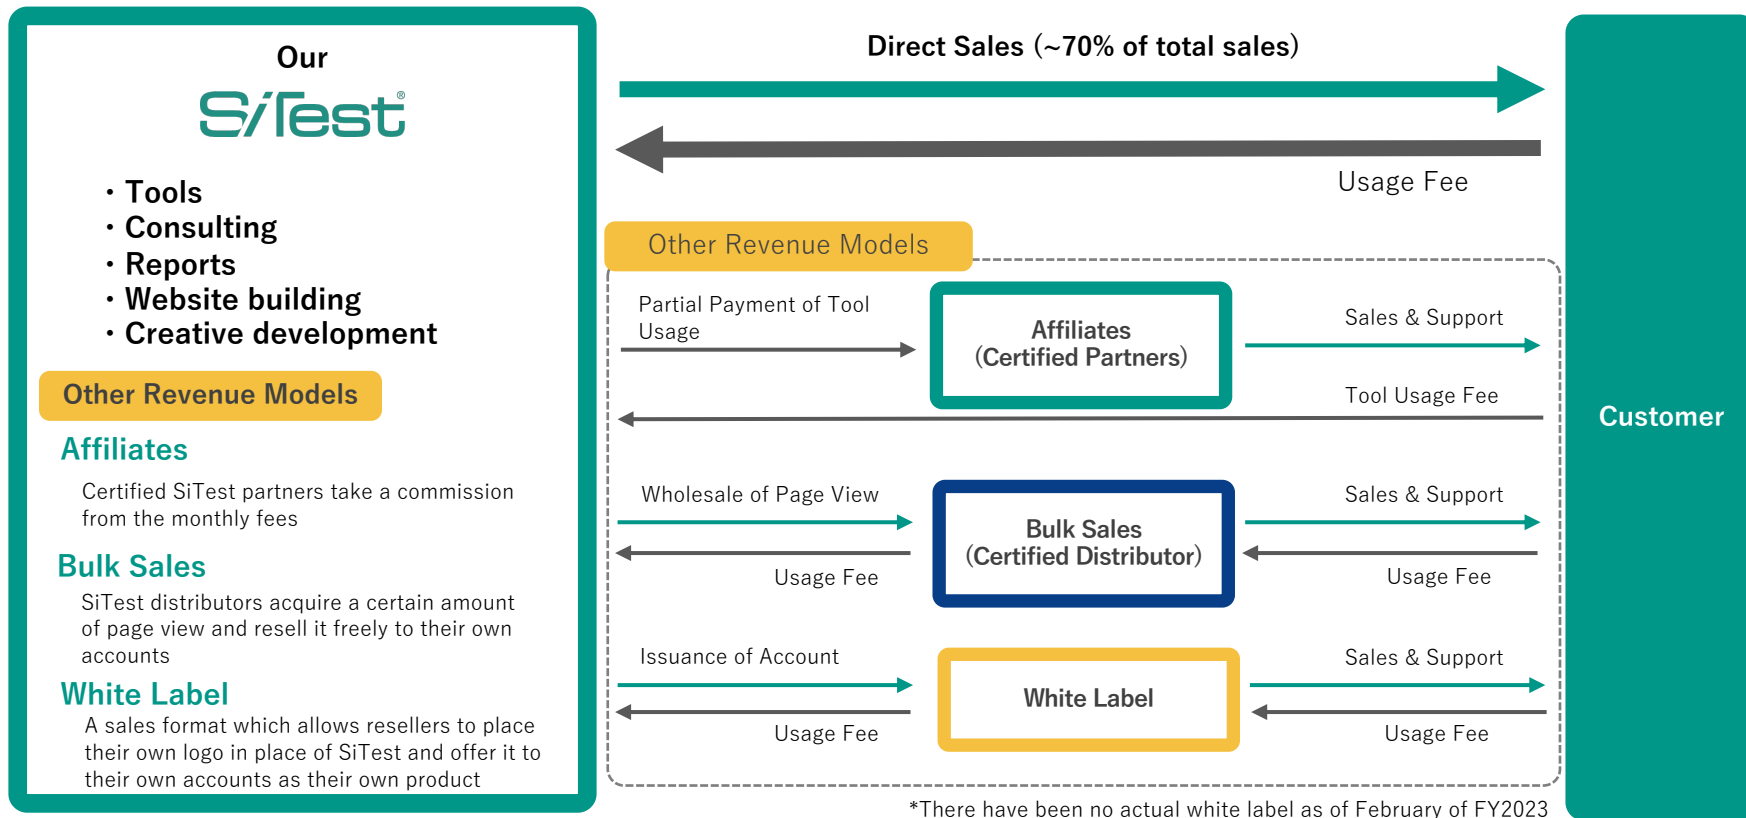 Our
SiTest®
・Tools
・Consulting
・Reports
・Website building
・Creative development
Other Revenue Models
Affiliates
Certified SiTest partners take a commission
from the monthly fees
Bulk Sales
SiTest distributors acquire a certain amount
of page view and resell it freely to their own
accounts
White Label
A sales format which allows resellers to place
their own logo in place of SiTest and offer it to
their own accounts as their own product
Direct Sales (~70% of total sales)
Usage Fee
Other Revenue Models
Partial Payment of Tool
Usage
Affiliates
(Certified Partners)
Sales & Support
Tool Usage Fee
Wholesale of Page View
Usage Fee
Bulk Sales
(Certified Distributor)
Sales & Support
Usage Fee
Issuance of Account
Usage Fee
White Label
Sales & Support
Usage Fee
Customer
*There have been no actual white label as of February of FY2023